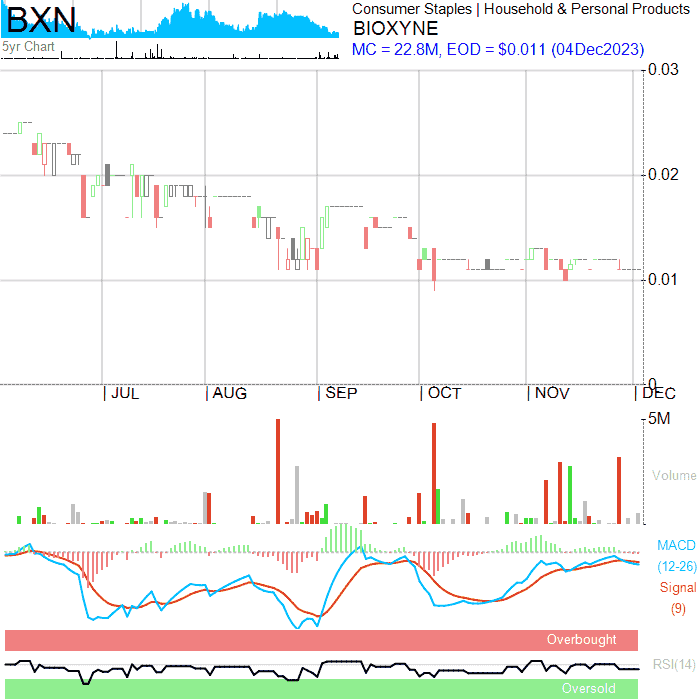 BXN
5yr Chart
Consumer Staples | Household & Personal Products
BIOXYNE
MC = 22.8M, EOD = $0.011 (04Dec2023)
0.03
0.02
0.01
0
JUL
AUG
SEP
OCT
NOV
DEC
5M
Volume
MACD
(12-26)
Signal
(9)
Overbought
RSI(14)
Oversold